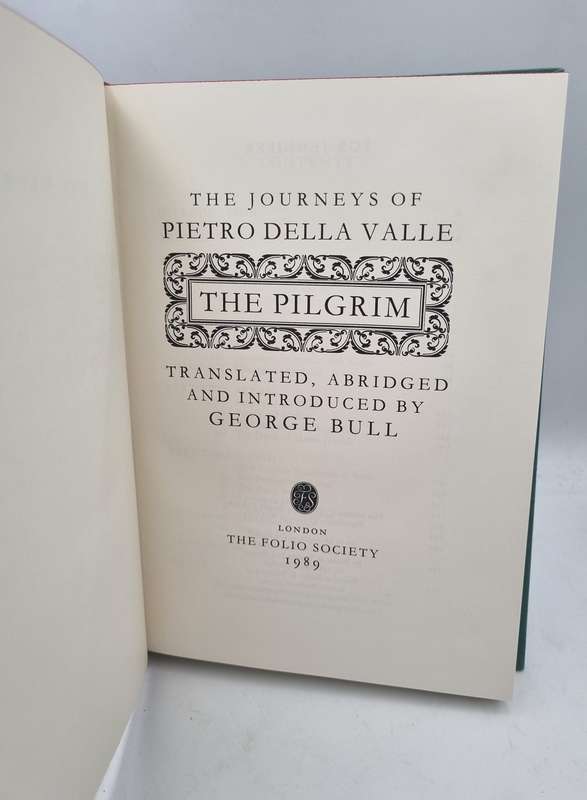 THE JOURNEYS OF
PIETRO DELLA VALLE
THE PILGRIM
TRANSLATED, ABRIDGED
AND INTRODUCED BY
GEORGE BULL
FS
LONDON
THE FOLIO SOCIETY
1989